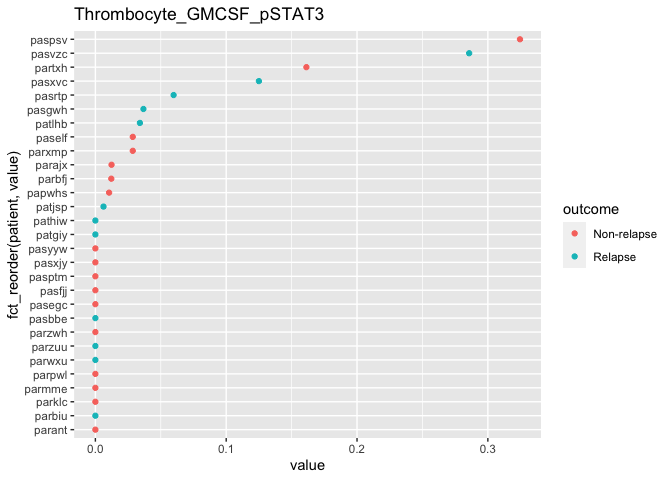 Thrombocyte_GMCSF_pSTAT3
fct_reorder(patient, value)
paspsv
pasvzc
partxh
pasxvc
pasrtp
pasgwh
patlhb
paself
parxmp
parajx
parbfj
papwhs
patjsp
pathiw
patgiy
pasyyw
pasxjy
pasptm
pasfjj
pasegc
pasbbe
parzwh
parzuu
parwxu
parpwl
parmme
parklc
parbiu
parant
0.0 0.1 0.2 0.3
value
outcome
Non-relapse
Relapse